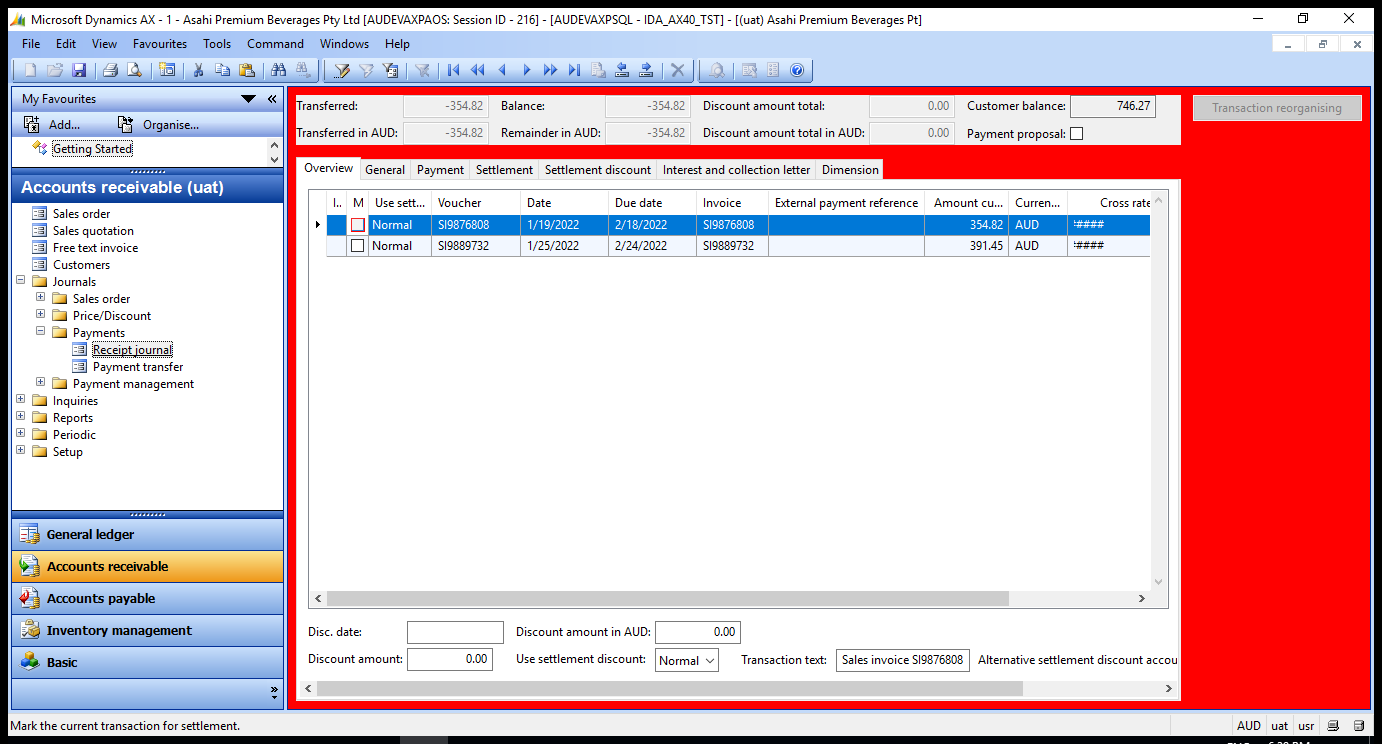 Microsoft Dynamics AX - 1 - Asahi Premium Beverages Pty Ltd [AUDEVAXPAOS: Session ID - 216] - [AUDEVAXPSQL - IDA_AX40_TST] - [(uat) Asahi Premium Beverages Pt]
File Edit View Favourites Tools Command Windows Help
My Favourites
Add... Organise...
Getting Started
Accounts receivable (uat)
Sales order
Sales quotation
Free text invoice
Customers
Journals
Sales order
Price/Discount
Payments
Receipt journal
Payment transfer
Payment management
Inquiries
Reports
Periodic
Setup
General ledger
Accounts receivable
Accounts payable
Inventory management
Basic
Transferred: -354.82 Balance: -354.82 Discount amount total: 0.00 Customer balance: 746.27 Transaction reorganising
Transferred in AUD: -354.82 Remainder in AUD: -354.82 Discount amount total in AUD: 0.00 Payment proposal:
Overview General Payment Settlement Settlement discount Interest and collection letter Dimension
I.. M Use sett... Voucher Date Due date Invoice External payment reference Amount cu... Curren... Cross rate
Normal SI9876808 1/19/2022 2/18/2022 SI9876808 354.82 AUD ####
Normal SI9889732 1/25/2022 2/24/2022 SI9889732 391.45 AUD ####
Disc. date: Discount amount in AUD: 0.00
Discount amount: 0.00 Use settlement discount: Normal Transaction text: Sales invoice SI9876808 Alternative settlement discount accou
Mark the current transaction for settlement. AUD uat usr